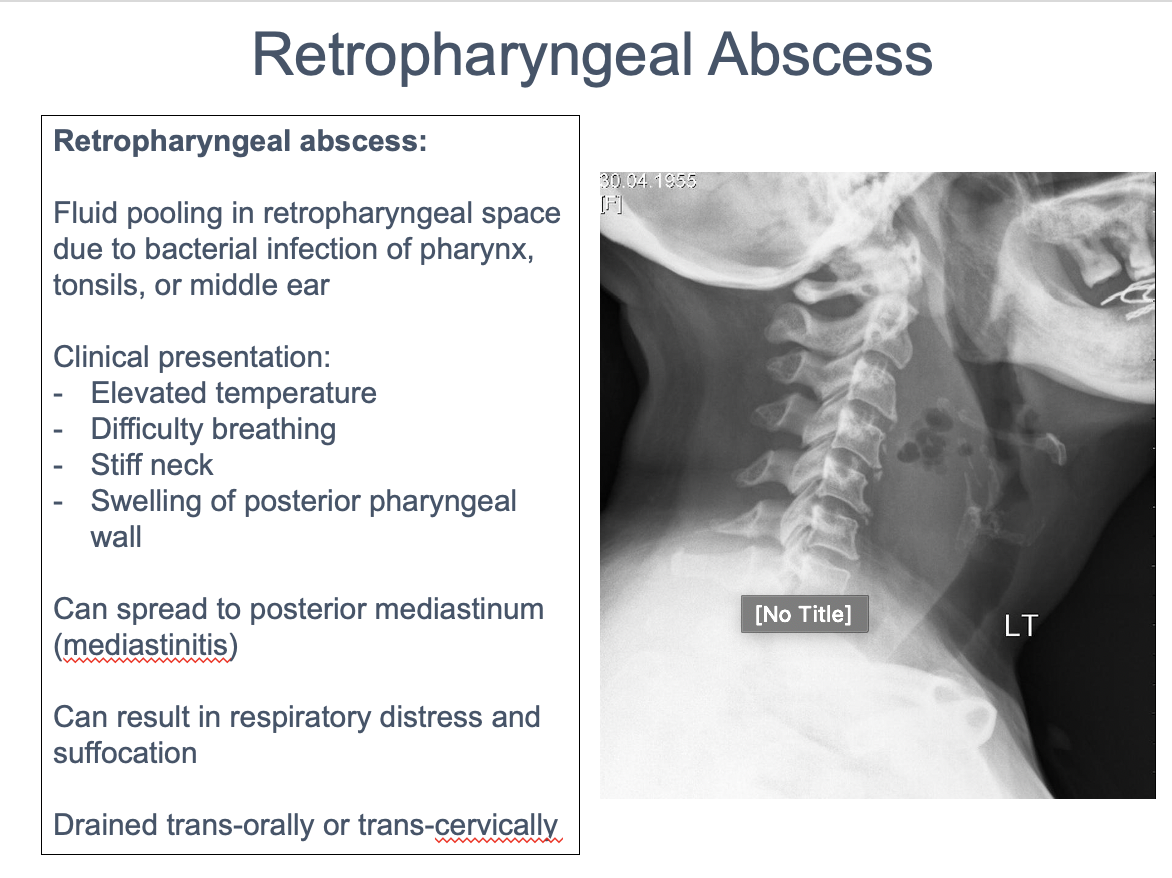 Retropharyngeal Abscess
Retropharyngeal abscess:
Fluid pooling in retropharyngeal space
due to bacterial infection of pharynx,
tonsils, or middle ear
Clinical presentation:
- Elevated temperature
- Difficulty breathing
- Stiff neck
- Swelling of posterior pharyngeal
wall
Can spread to posterior mediastinum
(mediastinitis)
Can result in respiratory distress and
suffocation
Drained trans-orally or trans-cervically
30.04.1955
[F]
[No Title]
LT